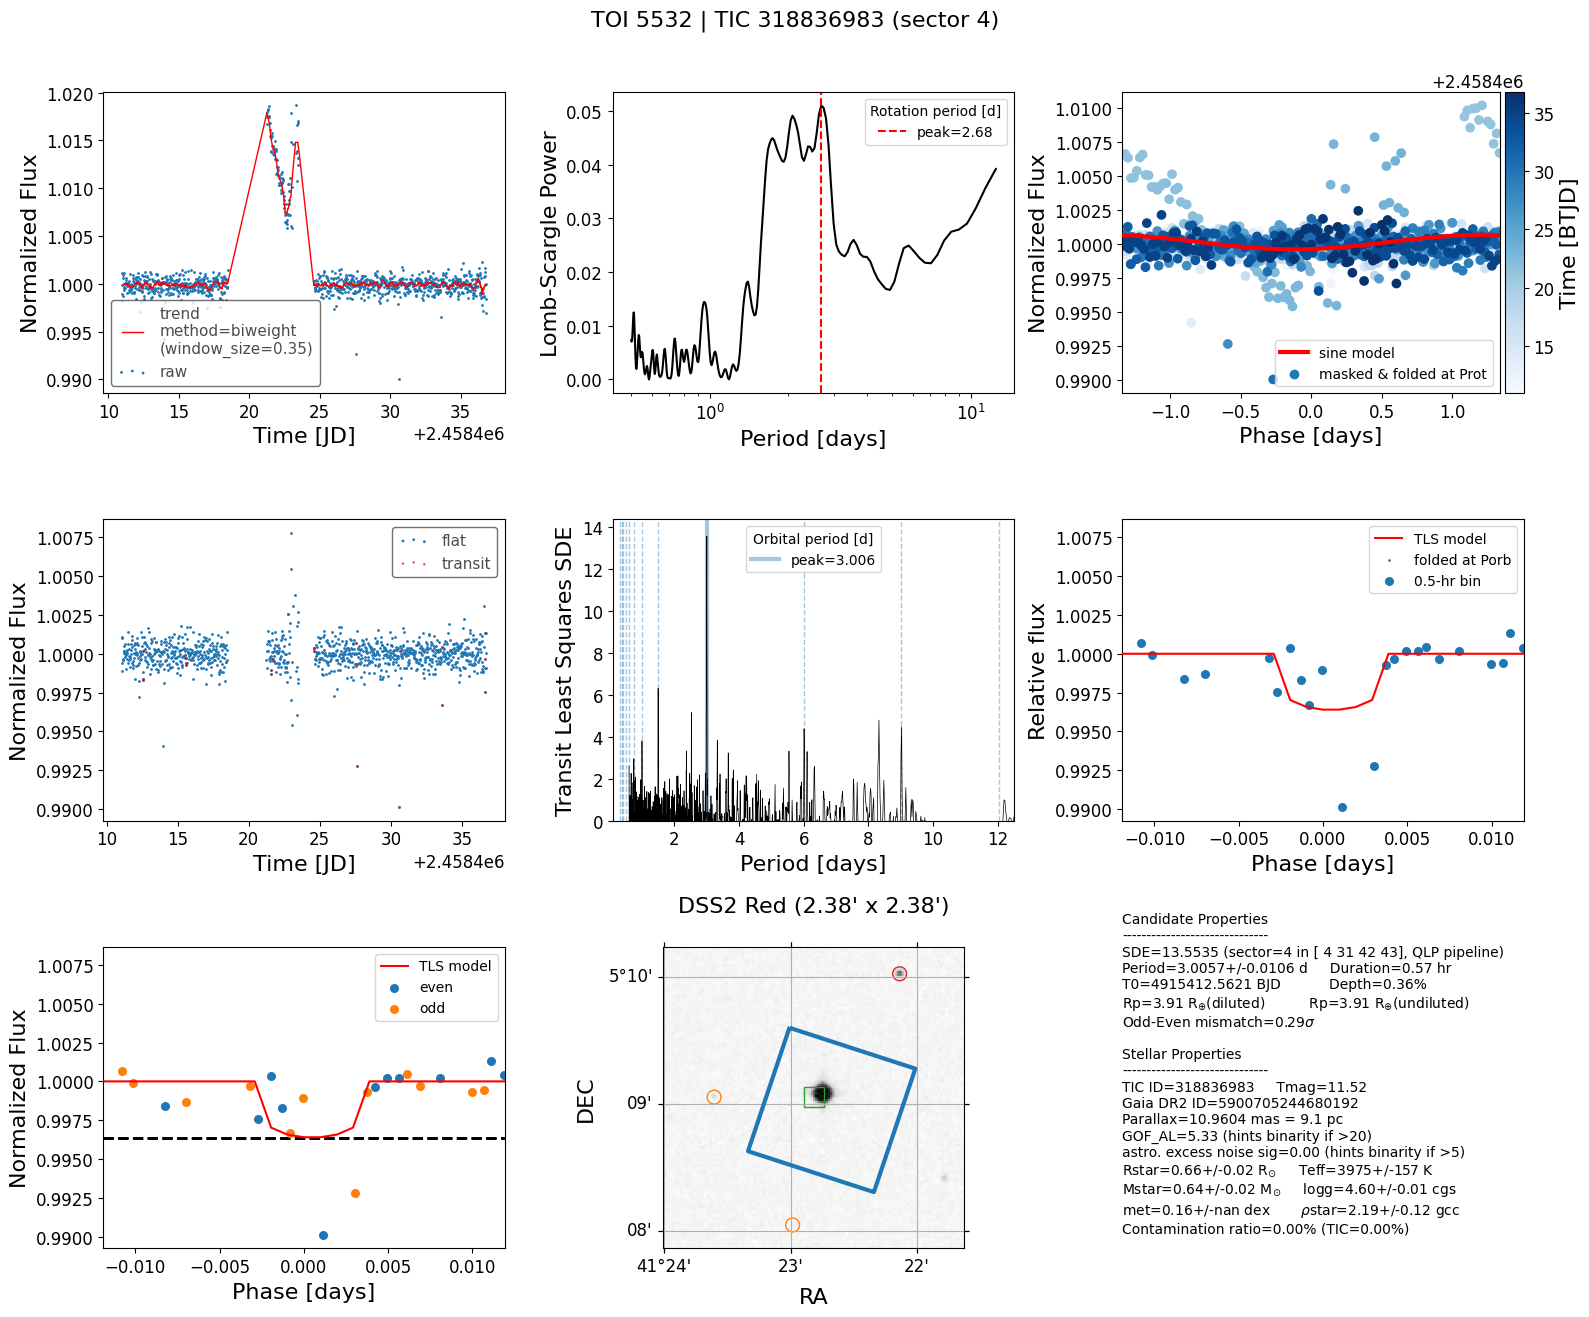 TOI 5532 | TIC 318836983 (sector 4)
Normalized Flux
1.020
1.015
1.010
1.005
1.000
0.995
0.990
trend
method=biweight
(window_size=0.35)
raw
10 15 20 25 30 35
Time [JD]
+2.4584e6
Lomb-Scargle Power
0.05
0.04
0.03
0.02
0.01
0.00
Rotation period [d]
peak=2.68
10^0 10^1
Period [days]
+2.4584e6
Normalized Flux
1.0100
1.0075
1.0050
1.0025
1.0000
0.9975
0.9950
0.9925
0.9900
sine model
masked & folded at Prot
−1.0 −0.5 0.0 0.5 1.0
Phase [days]
35
30
25
20
15
Time [BTJD]
Normalized Flux
1.0075
1.0050
1.0025
1.0000
0.9975
0.9950
0.9925
0.9900
flat
transit
10 15 20 25 30 35
Time [JD]
+2.4584e6
Transit Least Squares SDE
14
12
10
8
6
4
2
0
Orbital period [d]
peak=3.006
2 4 6 8 10 12
Period [days]
Relative flux
1.0075
1.0050
1.0025
1.0000
0.9975
0.9950
0.9925
0.9900
TLS model
folded at Porb
0.5-hr bin
−0.010 −0.005 0.000 0.005 0.010
Phase [days]
Normalized Flux
1.0075
1.0050
1.0025
1.0000
0.9975
0.9950
0.9925
0.9900
TLS model
even
odd
−0.010 −0.005 0.000 0.005 0.010
Phase [days]
DSS2 Red (2.38' x 2.38')
DEC
5°10'
09'
08'
41°24' 23' 22'
RA
Candidate Properties
------------------------------
SDE=13.5535 (sector=4 in [ 4 31 42 43], QLP pipeline)
Period=3.0057+/-0.0106 d Duration=0.57 hr
T0=4915412.5621 BJD Depth=0.36%
Rp=3.91 R⊕(diluted) Rp=3.91 R⊕(undiluted)
Odd-Even mismatch=0.29σ
Stellar Properties
------------------------------
TIC ID=318836983 Tmag=11.52
Gaia DR2 ID=5900705244680192
Parallax=10.9604 mas = 9.1 pc
GOF_AL=5.33 (hints binarity if >20)
astro. excess noise sig=0.00 (hints binarity if >5)
Rstar=0.66+/-0.02 R⊙ Teff=3975+/-157 K
Mstar=0.64+/-0.02 M⊙ logg=4.60+/-0.01 cgs
met=0.16+/-nan dex ρstar=2.19+/-0.12 gcc
Contamination ratio=0.00% (TIC=0.00%)